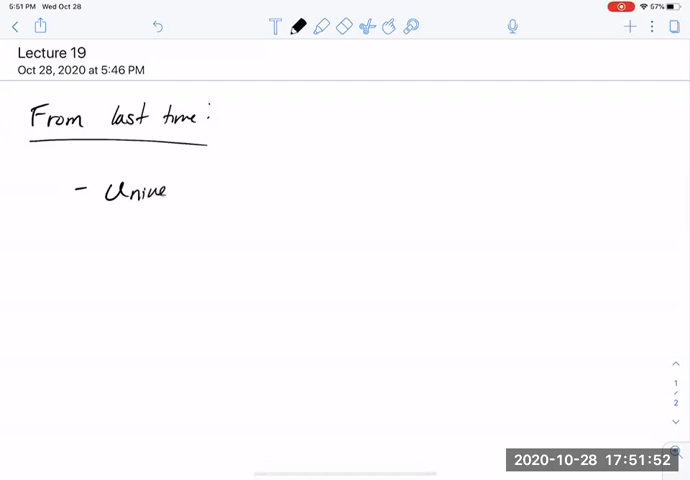 5:51 PM Wed Oct 28
57%
T
Lecture 19
Oct 28, 2020 at 5:46 PM
From last time:
- Unive
1
/
2
2020-10-28 17:51:52